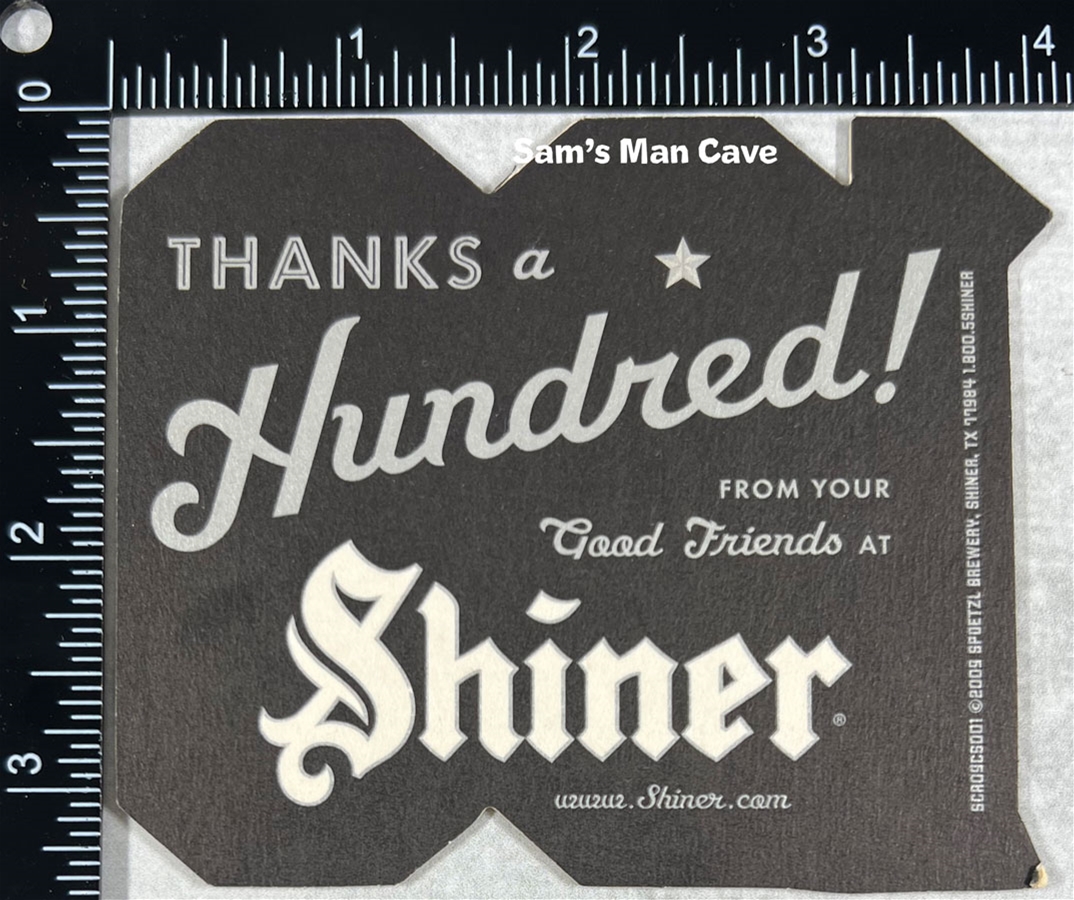 1 2 3 4
0
1
2
3
Sam's Man Cave
THANKS a
Hundred!
FROM YOUR
Good Friends AT
Shiner®
www.Shiner.com
SCRO9C6001 ©2009 SPOETZL BREWERY, SHINER, TX 77984 1.800.5SHINER